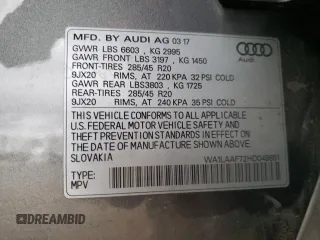 MFD. BY AUDI AG 03 17
Audi
GVWR LBS 6603 , KG 2995
GAWR FRONT LBS 3197 , KG 1450
FRONT-TIRES 285/45 R20
9JX20 RIMS, AT 220 KPA 32 PSI COLD
GAWR REAR LBS3803 , KG 1725
REAR-TIRES 285/45 R20
9JX20 RIMS, AT 240 KPA 35 PSI COLD
THIS VEHICLE CONFORMS TO ALL APPLICABLE
U.S. FEDERAL MOTOR VEHICLE SAFETY AND
THEFT PREVENTION STANDARDS IN EFFECT ON
THE DATE OF MANUFACTURE SHOWN ABOVE.
SLOVAKIA
TYPE:
MPV
DREAMBID